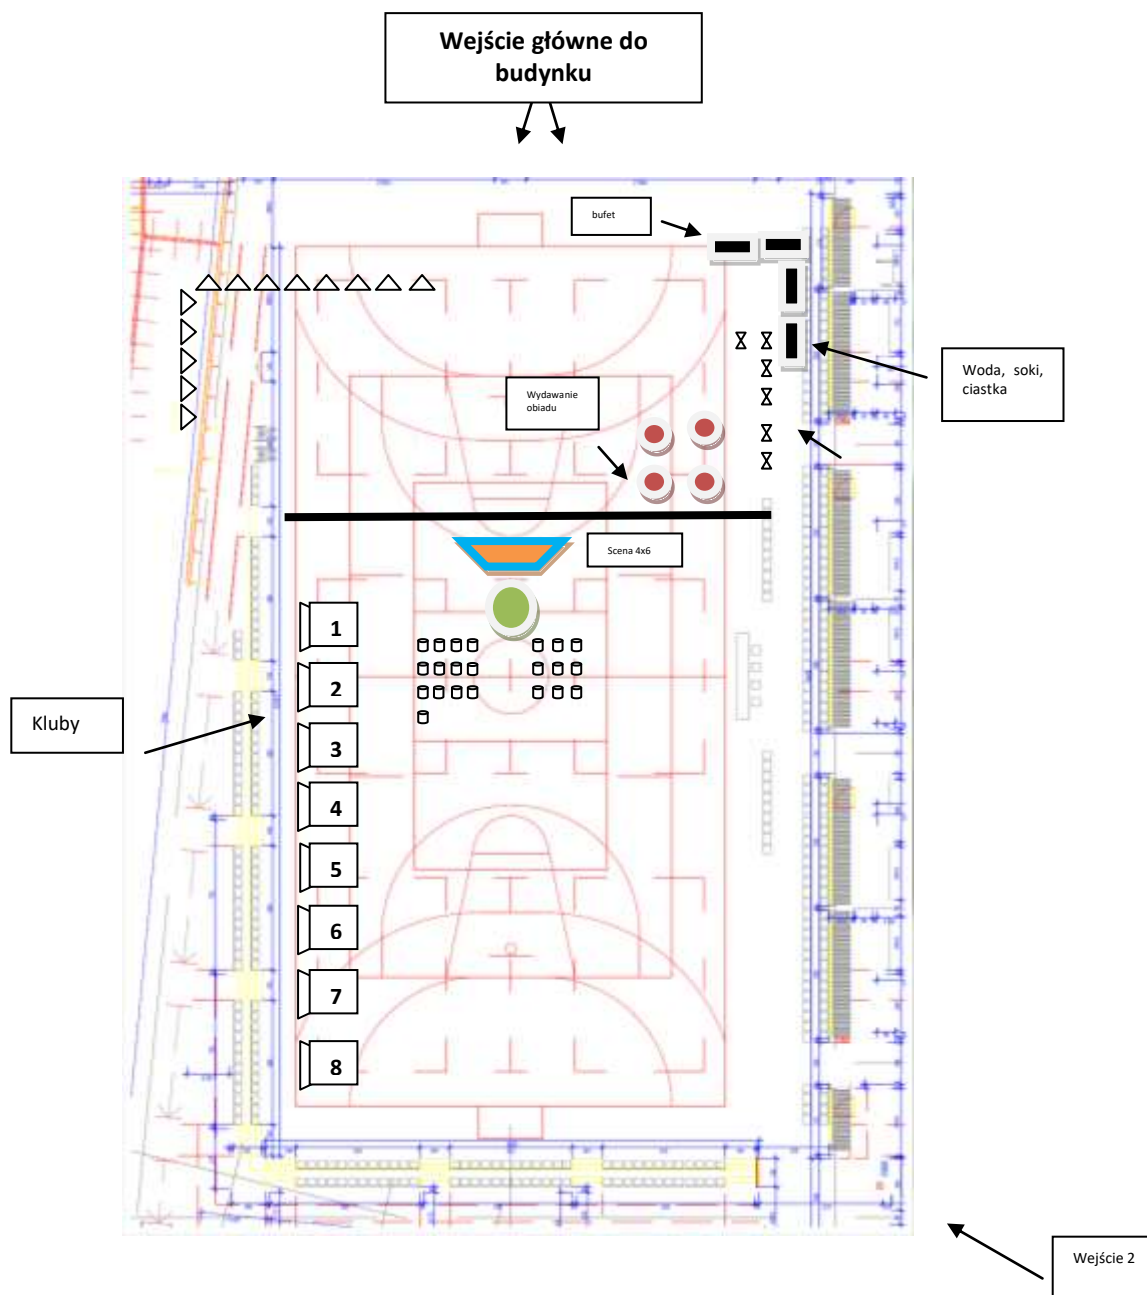 Wejście główne do
budynku
bufet
Woda, soki,
ciastka
Wydawanie
obiadu
Scena 4x6
1
2
Kluby
3
4
5
6
7
8
Wejście 2